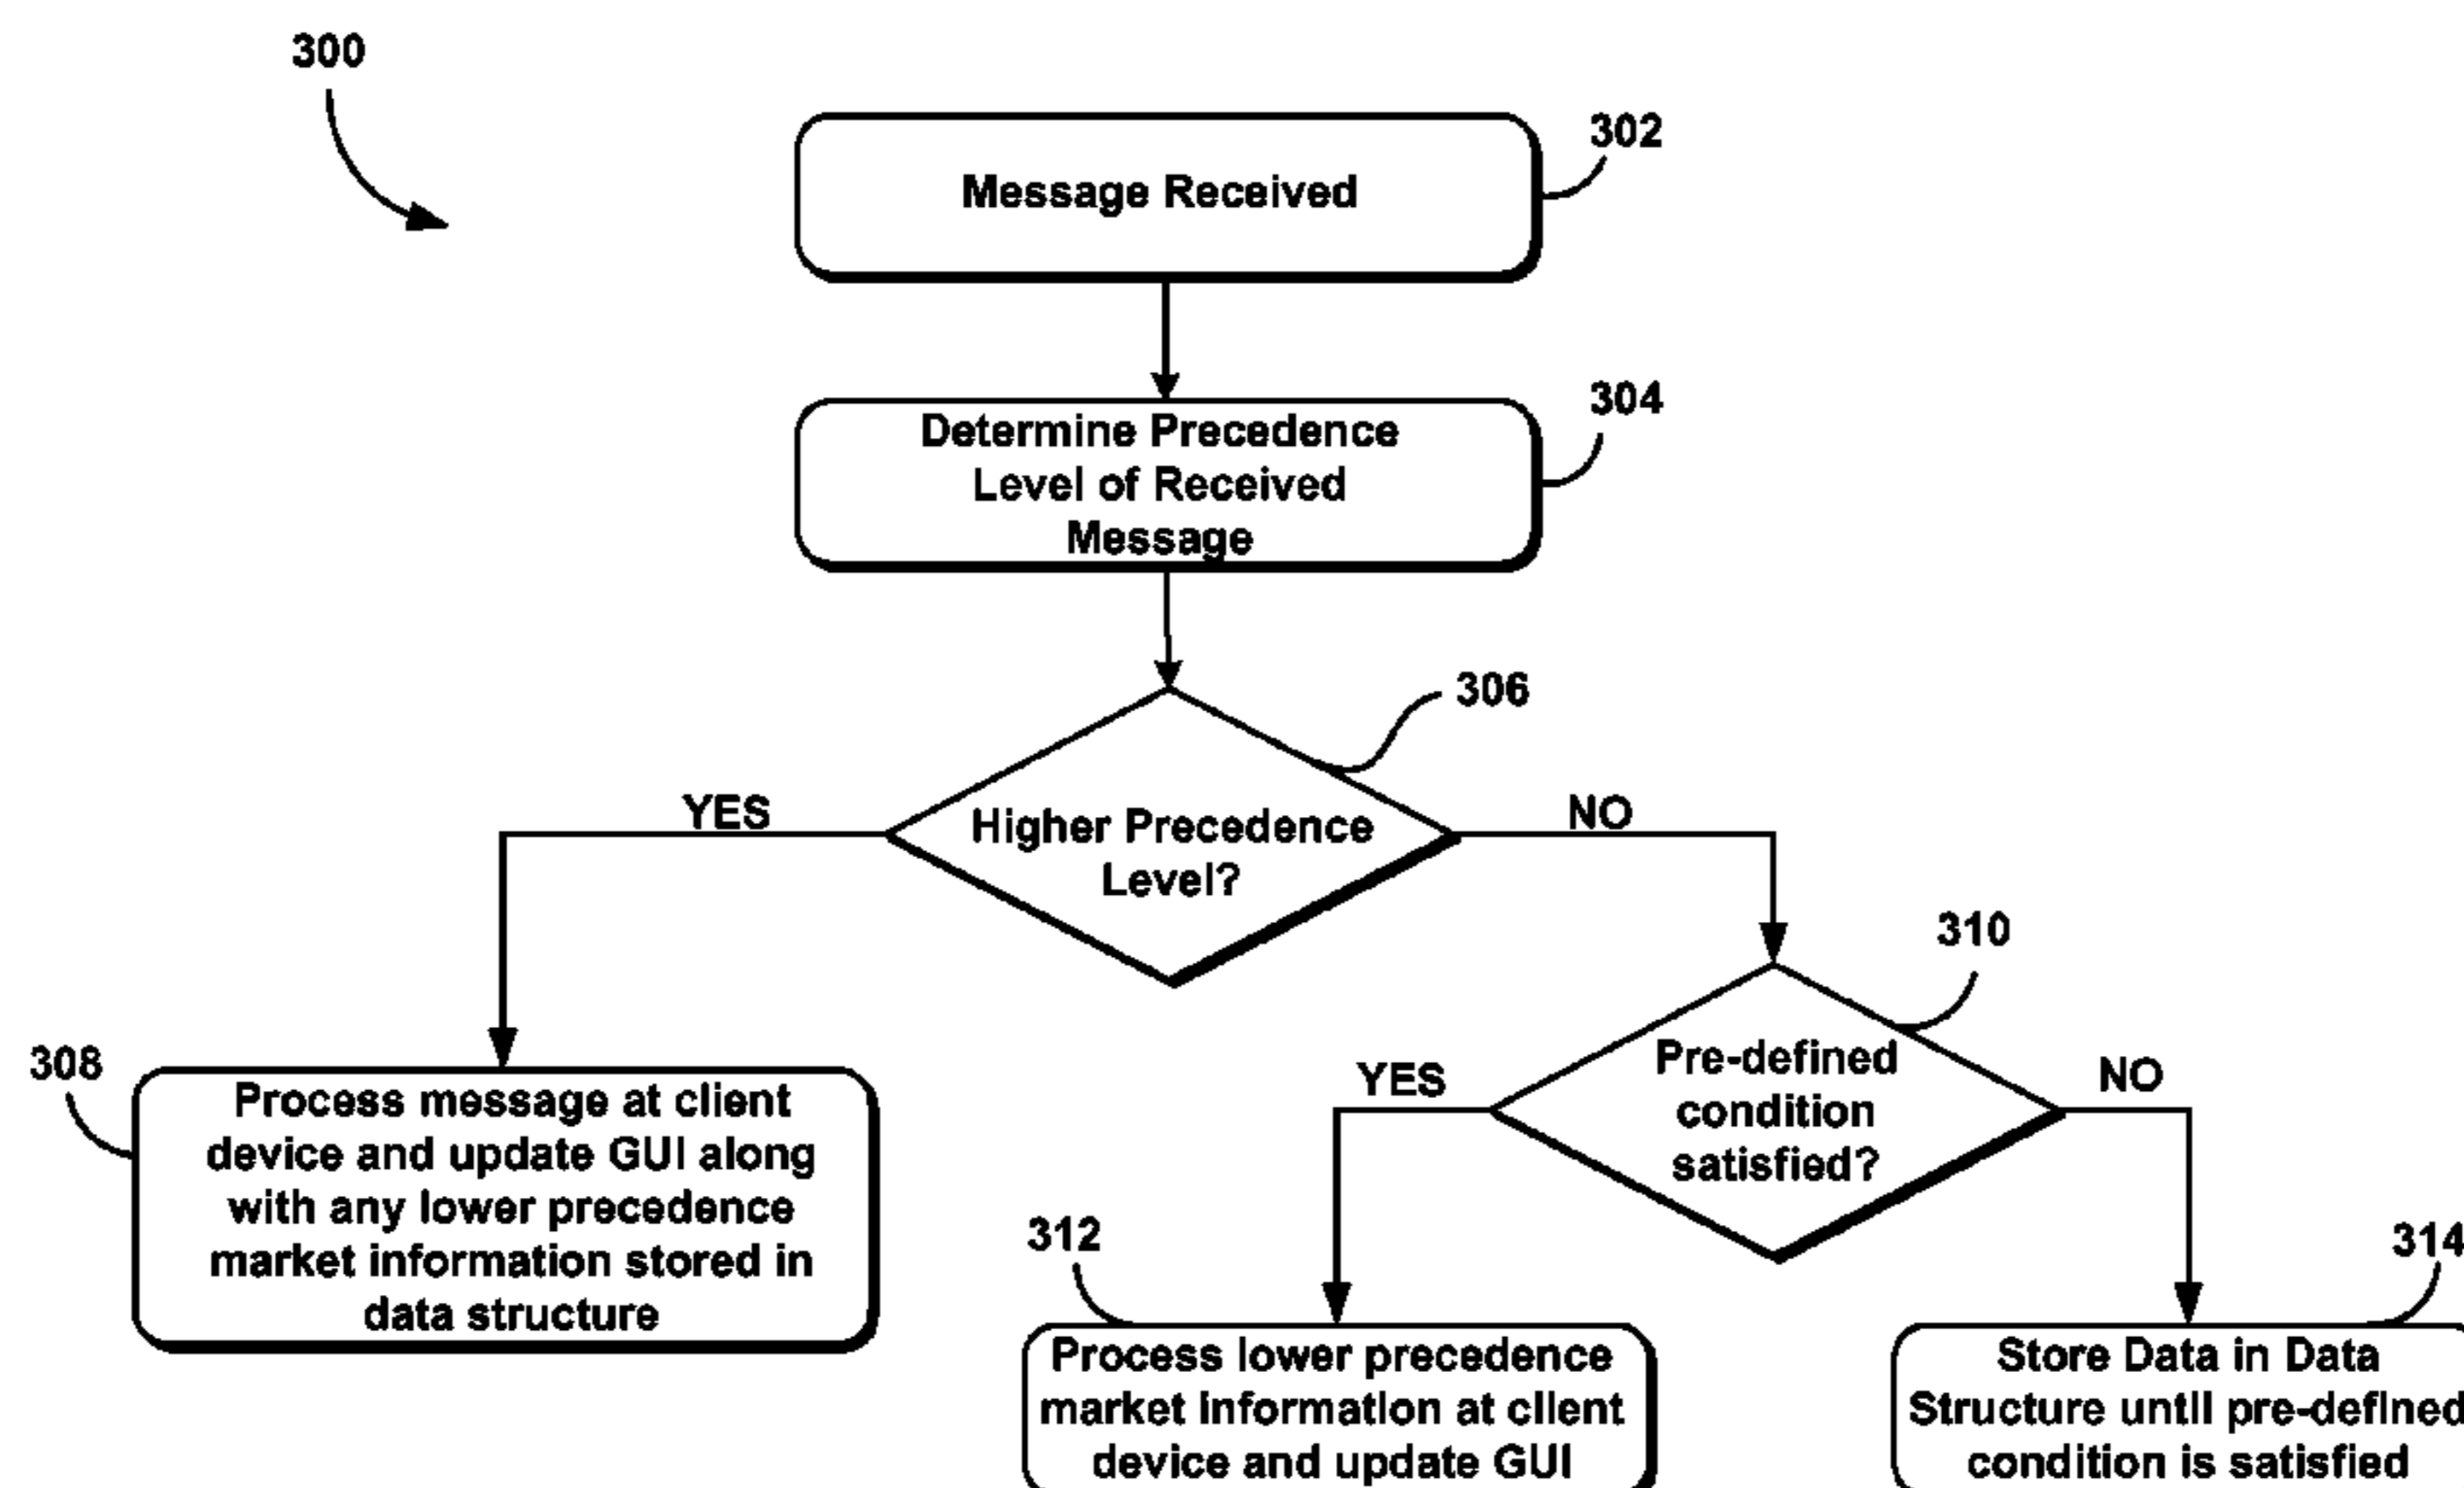 300
Message Received
302
Determine Precedence
Level of Received
Message
304
306
Higher Precedence
Level?
YES
NO
308
Process message at client
device and update GUI along
with any lower precedence
market information stored in
data structure
310
Pre-defined
condition
satisfied?
YES
NO
312
Process lower precedence
market information at client
device and update GUI
314
Store Data in Data
Structure until pre-defined
condition is satisfied